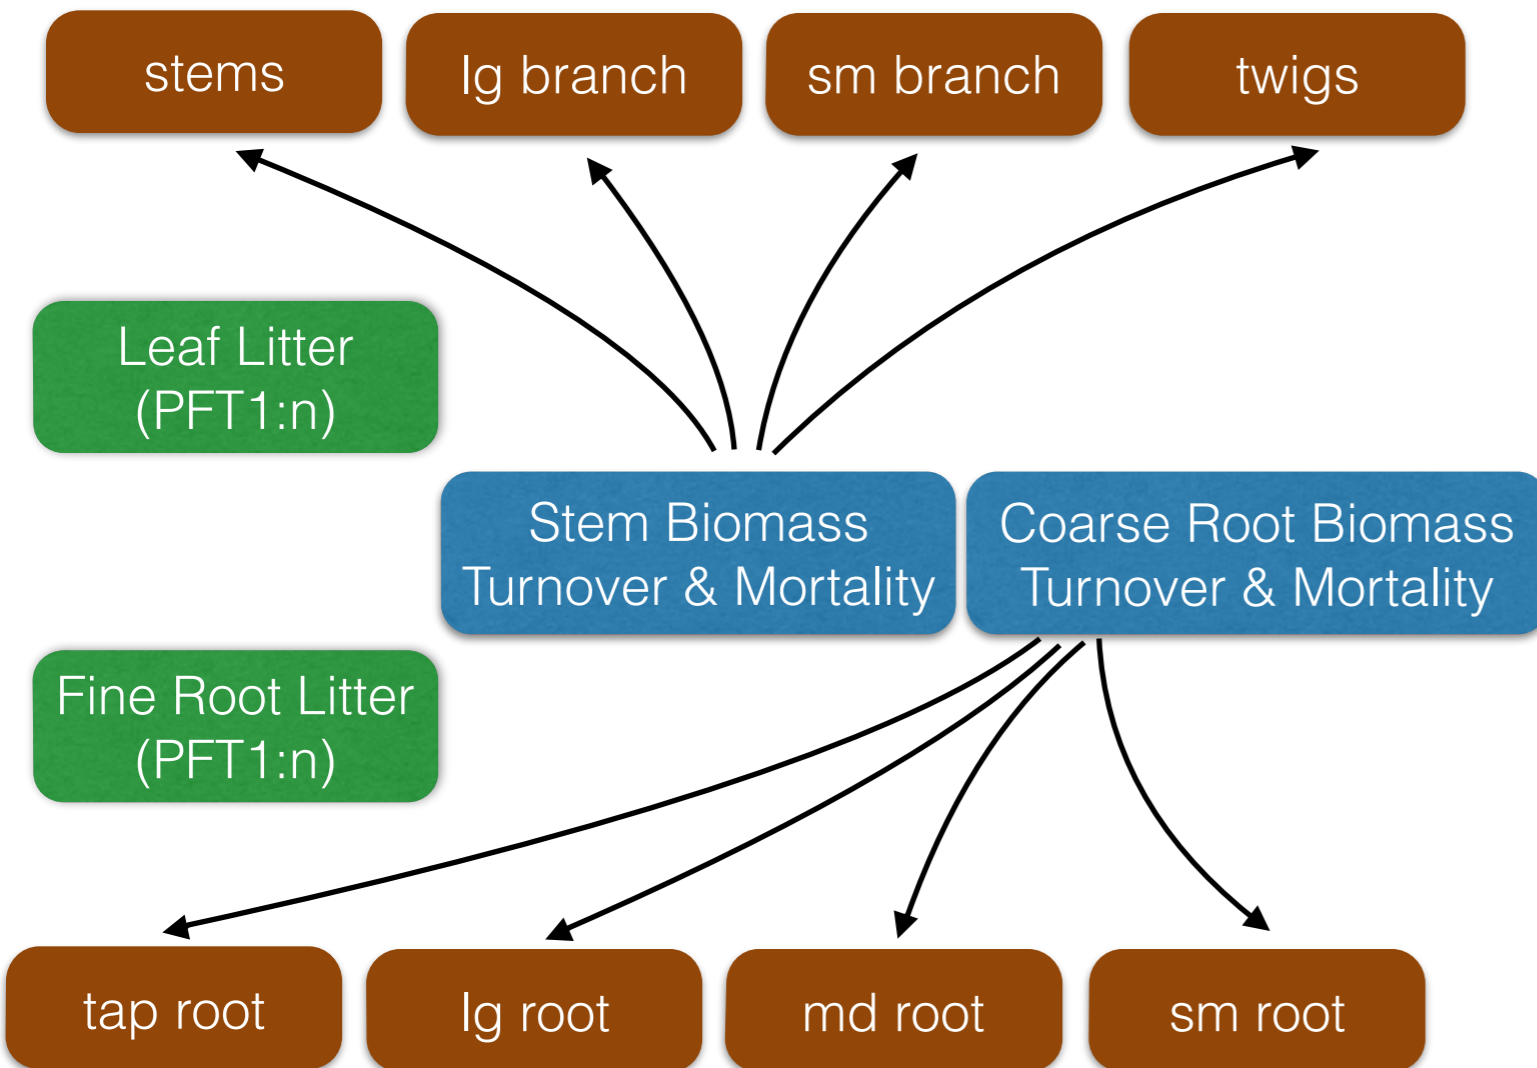 stems
lg branch
sm branch
twigs
Leaf Litter
(PFT1:n)
Stem Biomass
Turnover & Mortality
Coarse Root Biomass
Turnover & Mortality
Fine Root Litter
(PFT1:n)
tap root
lg root
md root
sm root